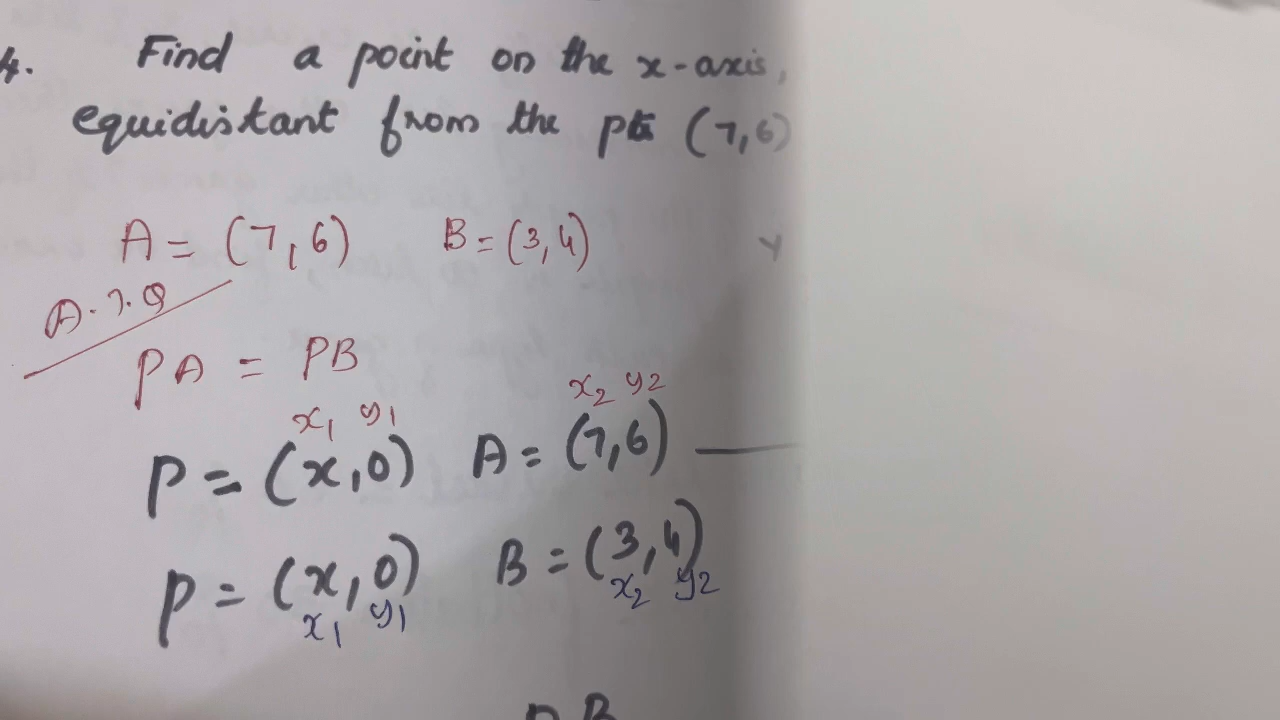 4. Find a point on the x-axis,
equidistant from the pts (7,6)
A = (7,6) B = (3,4)
A.T.Q
PA = PB
x₁ y₁ x₂ y₂
P = (x,0) A = (7,6)
P = (x,0) B = (3,4)
x₁ y₁ x₂ y₂